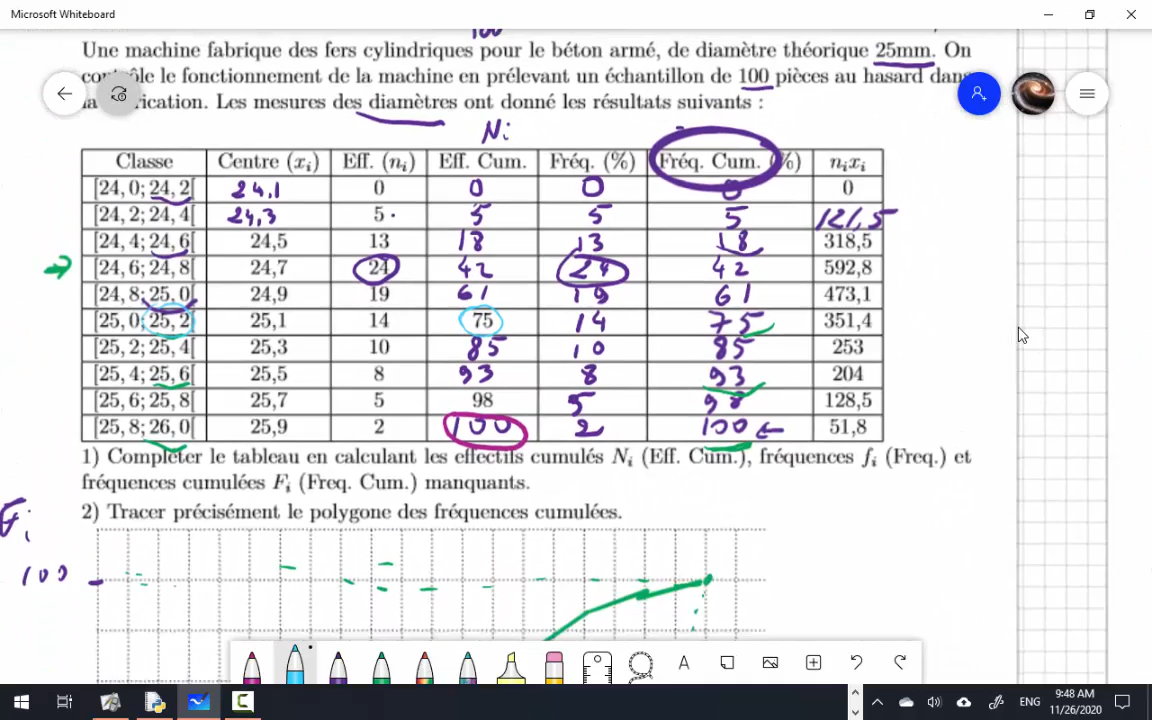 Microsoft Whiteboard
100
Une machine fabrique des fers cylindriques pour le béton armé, de diamètre théorique 25mm. On
contrôle le fonctionnement de la machine en prélevant un échantillon de 100 pièces au hasard dans
Les mesures des diamètres ont donné les résultats suivants :
Ni
Classe Centre (xi) Eff. (ni) Eff. Cum. Fréq. (%) Fréq. Cum. (%) nixi
[24, 0; 24, 2[ 24,1 0 0 0 0 0
[24, 2; 24, 4[ 24,3 5 5 5 5 121,5
[24, 4; 24, 6[ 24,5 13 18 13 18 318,5
[24, 6; 24, 8[ 24,7 24 42 24 42 592,8
[24, 8; 25, 0[ 24,9 19 61 19 61 473,1
[25, 0; 25, 2[ 25,1 14 75 14 75 351,4
[25, 2; 25, 4[ 25,3 10 85 10 85 253
[25, 4; 25, 6[ 25,5 8 93 8 93 204
[25, 6; 25, 8[ 25,7 5 98 5 98 128,5
[25, 8; 26, 0[ 25,9 2 100 2 100 51,8
1) Compléter le tableau en calculant les effectifs cumulés Ni (Eff. Cum.), fréquences fi (Freq.) et
fréquences cumulées Fi (Freq. Cum.) manquants.
2) Tracer précisément le polygone des fréquences cumulées.
Fi
100
A
ENG
9:48 AM
11/26/2020